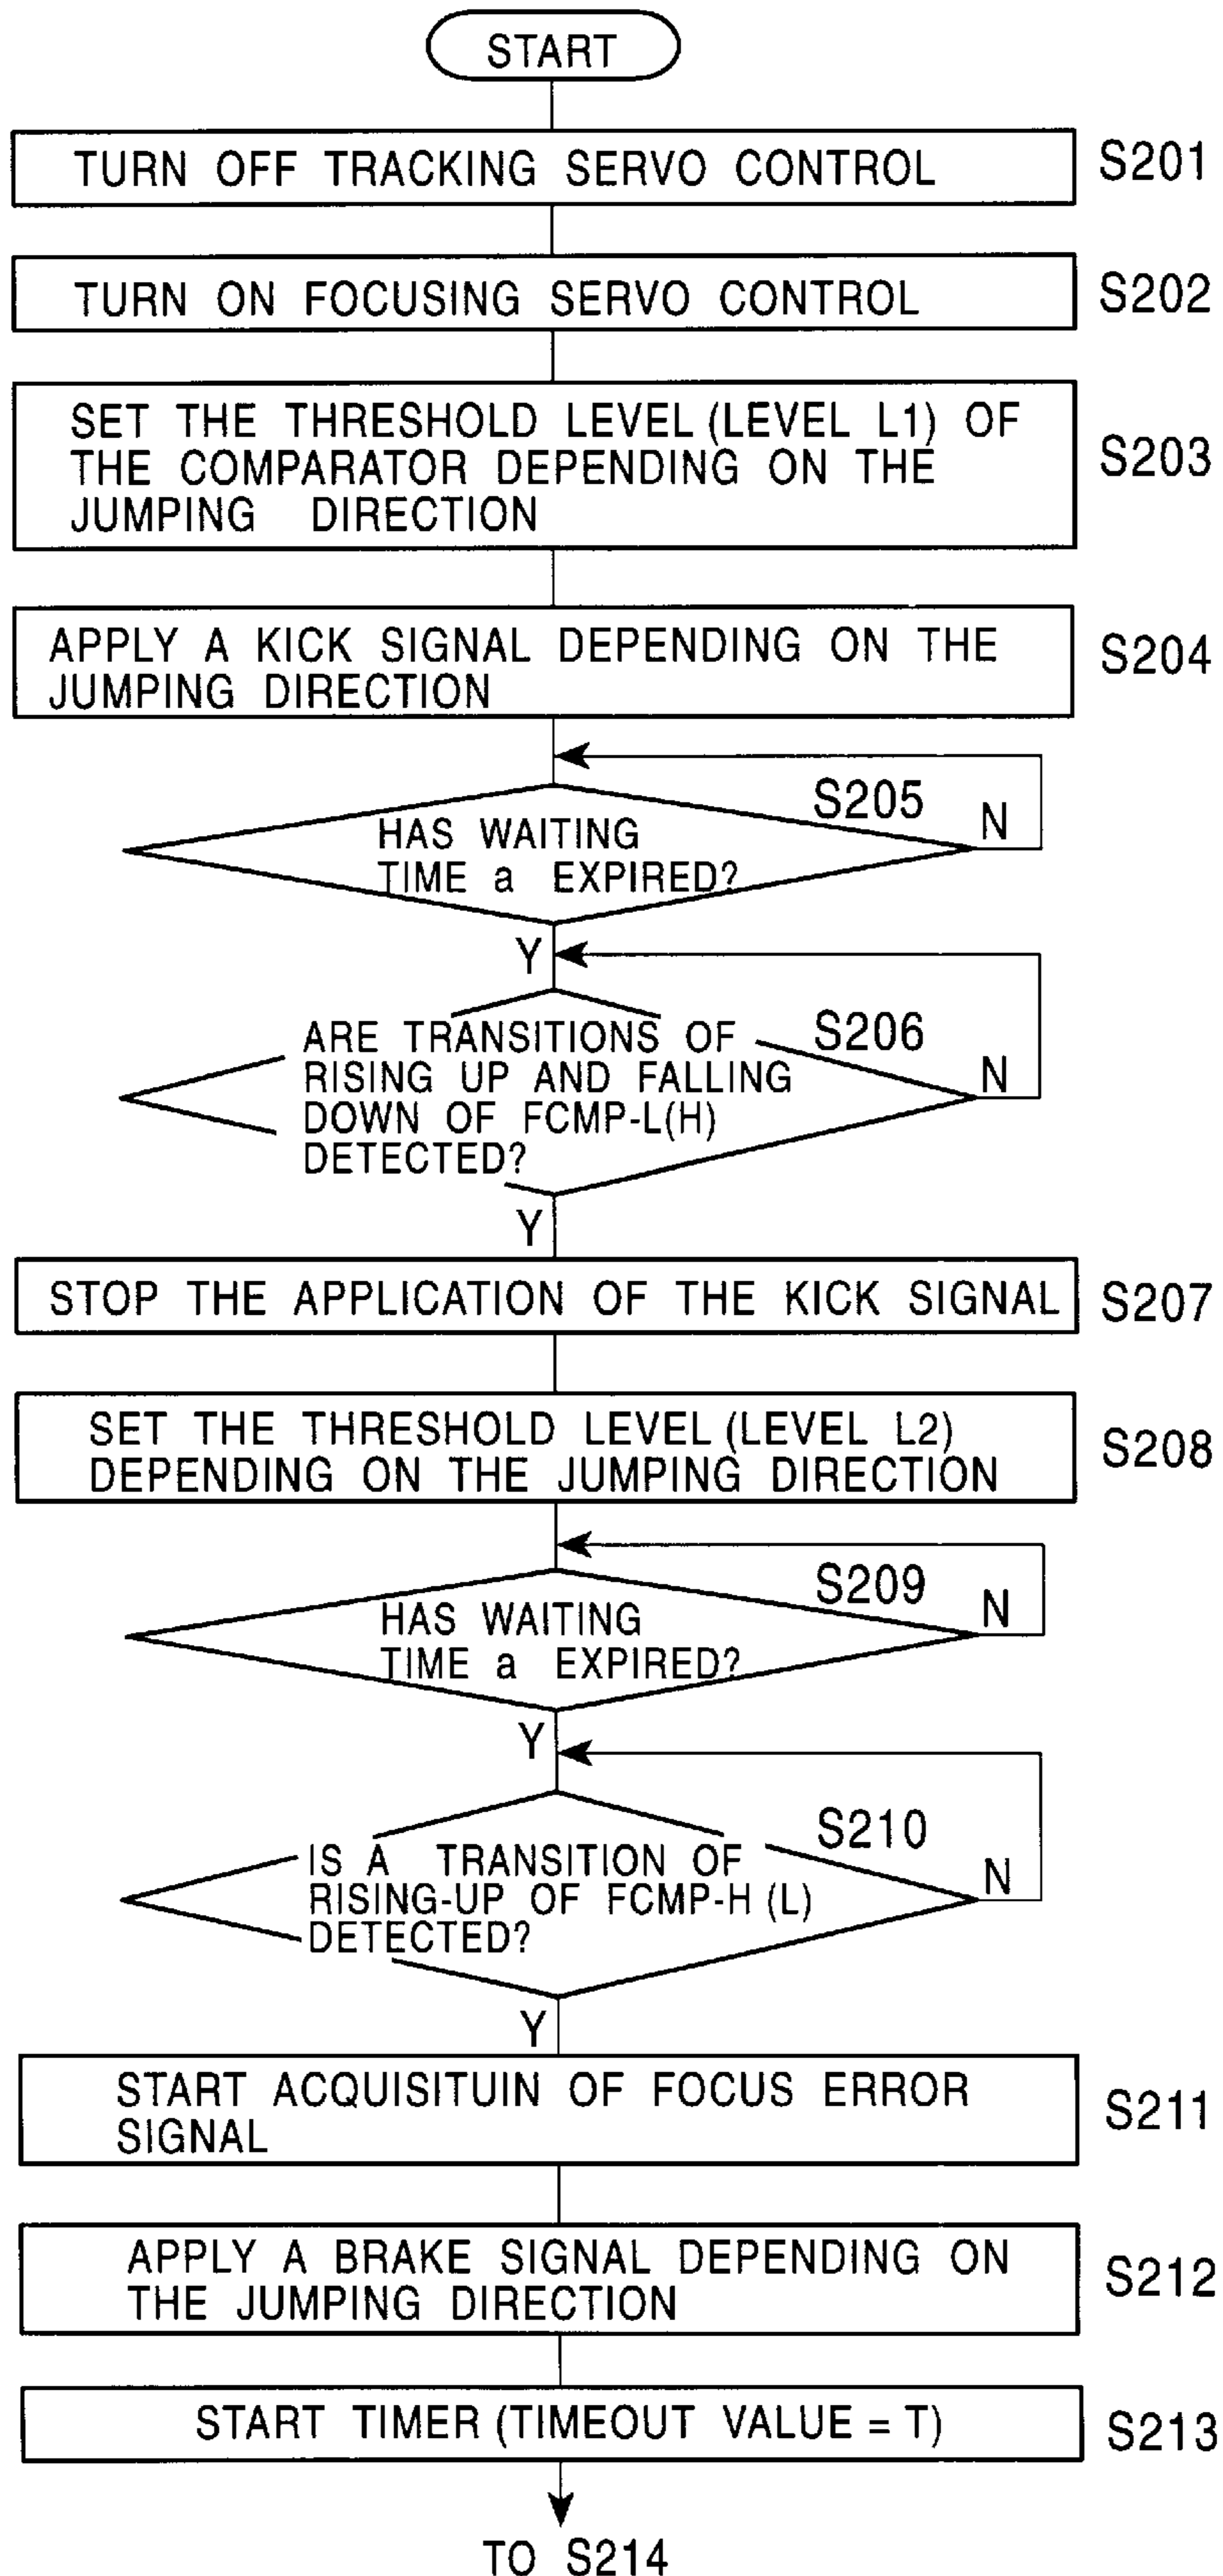 START
TURN OFF TRACKING SERVO CONTROL
S201
TURN ON FOCUSING SERVO CONTROL
S202
SET THE THRESHOLD LEVEL (LEVEL L1) OF
THE COMPARATOR DEPENDING ON THE
JUMPING DIRECTION
S203
APPLY A KICK SIGNAL DEPENDING ON THE
JUMPING DIRECTION
S204
S205
N
HAS WAITING
TIME a EXPIRED?
Y
S206
N
ARE TRANSITIONS OF
RISING UP AND FALLING
DOWN OF FCMP-L(H)
DETECTED?
Y
STOP THE APPLICATION OF THE KICK SIGNAL
S207
SET THE THRESHOLD LEVEL (LEVEL L2)
DEPENDING ON THE JUMPING DIRECTION
S208
S209
N
HAS WAITING
TIME a EXPIRED?
Y
S210
N
IS A TRANSITION OF
RISING-UP OF FCMP-H (L)
DETECTED?
Y
START ACQUISITUIN OF FOCUS ERROR
SIGNAL
S211
APPLY A BRAKE SIGNAL DEPENDING ON
THE JUMPING DIRECTION
S212
START TIMER (TIMEOUT VALUE = T)
S213
TO S214